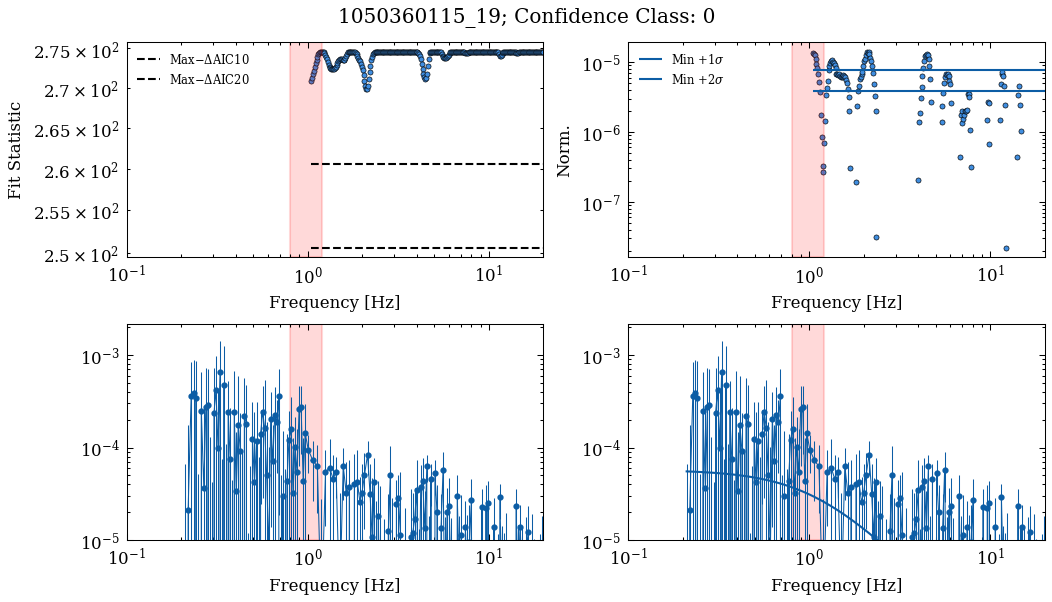 1050360115_19; Confidence Class: 0
Fit Statistic
2.75 × 10²
2.7 × 10²
2.65 × 10²
2.6 × 10²
2.55 × 10²
2.5 × 10²
Max−ΔAIC10
Max−ΔAIC20
10⁻¹ 10⁰ 10¹
Frequency [Hz]
Norm.
10⁻⁵
10⁻⁶
10⁻⁷
Min +1σ
Min +2σ
10⁻¹ 10⁰ 10¹
Frequency [Hz]
10⁻³
10⁻⁴
10⁻⁵
10⁻¹ 10⁰ 10¹
Frequency [Hz]
10⁻³
10⁻⁴
10⁻⁵
10⁻¹ 10⁰ 10¹
Frequency [Hz]